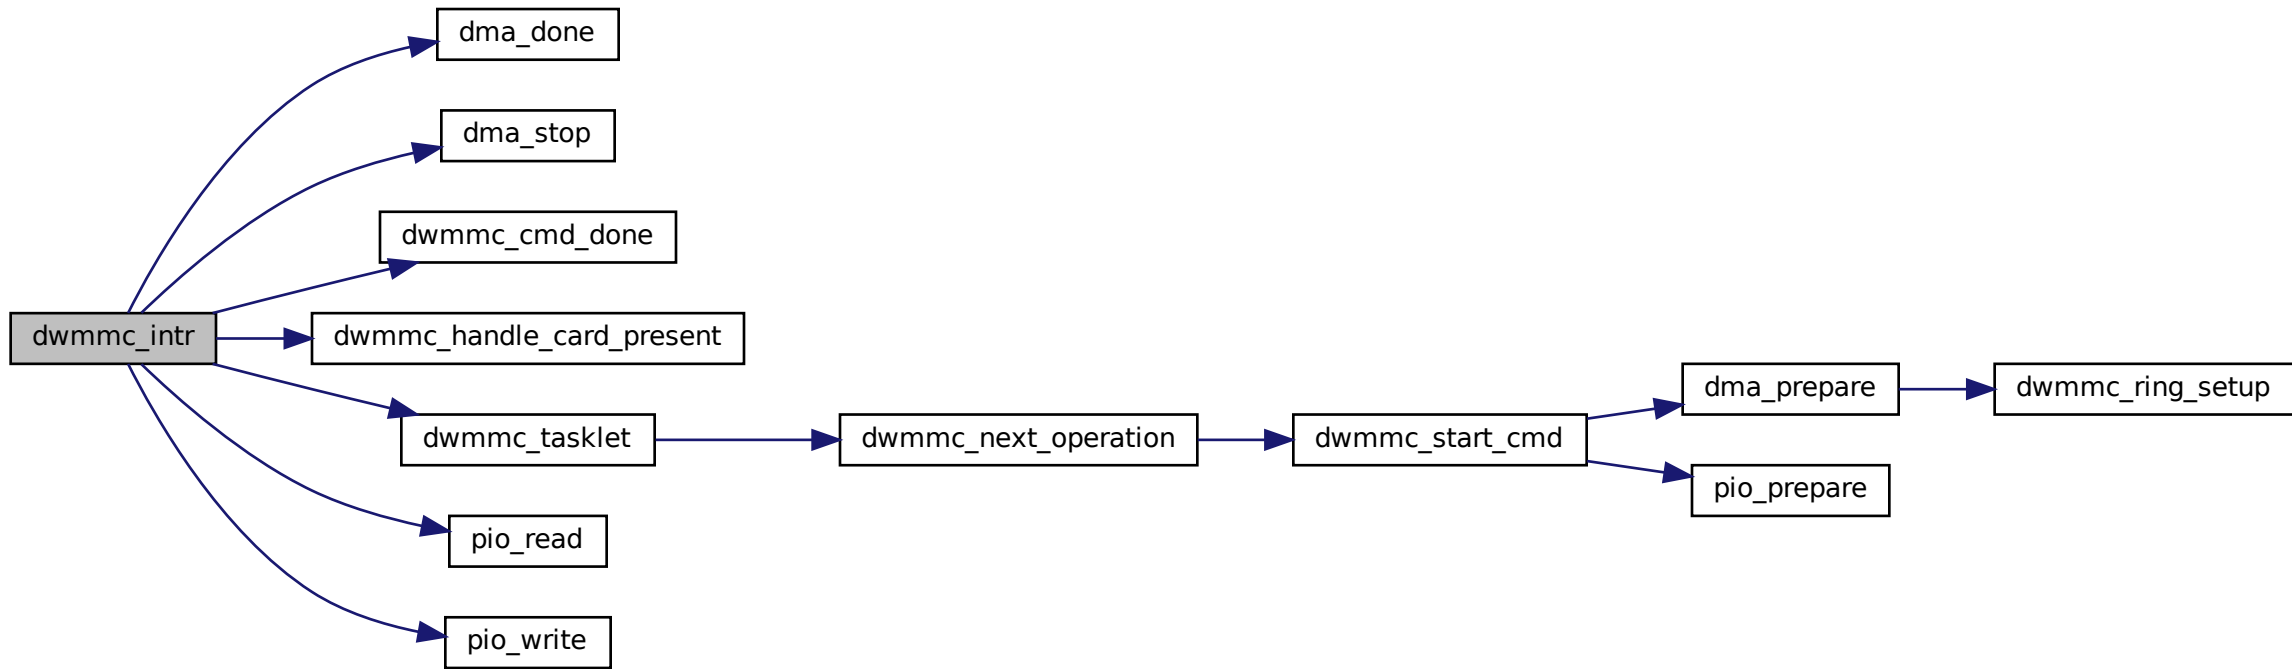 dma_done
dma_stop
dwmmc_cmd_done
dwmmc_intr
dwmmc_handle_card_present
dma_prepare
dwmmc_ring_setup
dwmmc_tasklet
dwmmc_next_operation
dwmmc_start_cmd
pio_prepare
pio_read
pio_write